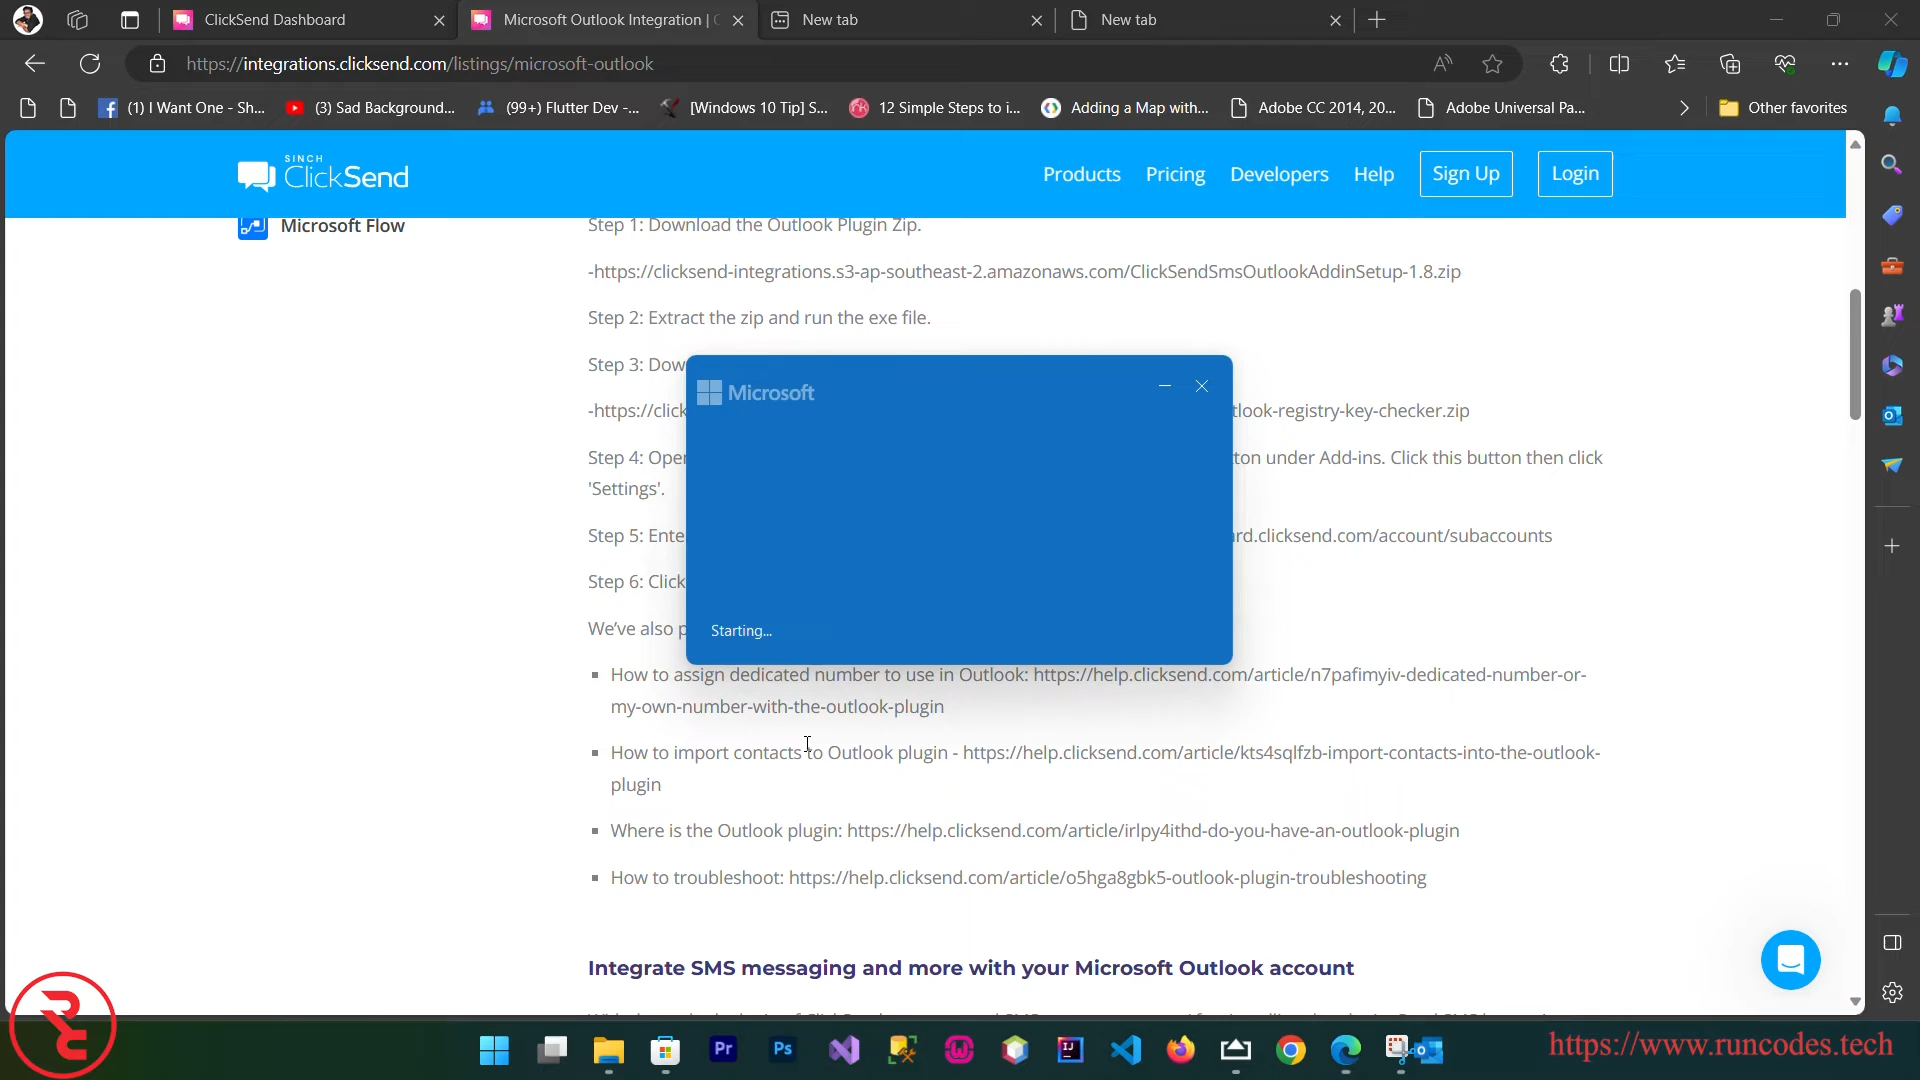 ClickSend Dashboard
Microsoft Outlook Integration |
New tab
New tab
https://integrations.clicksend.com/listings/microsoft-outlook
(1) I Want One - Sh...
(3) Sad Background...
(99+) Flutter Dev -...
[Windows 10 Tip] S...
12 Simple Steps to i...
Adding a Map with...
Adobe CC 2014, 20...
Adobe Universal Pa...
Other favorites
SINCH
ClickSend
Products
Pricing
Developers
Help
Sign Up
Login
Microsoft Flow
Step 1: Download the Outlook Plugin Zip.
-https://clicksend-integrations.s3-ap-southeast-2.amazonaws.com/ClickSendSmsOutlookAddinSetup-1.8.zip
Step 2: Extract the zip and run the exe file.
Step 3: Dow
-https://click tlook-registry-key-checker.zip
Step 4: Oper ton under Add-ins. Click this button then click
'Settings'.
Step 5: Ente rd.clicksend.com/account/subaccounts
Step 6: Click
We've also p
Microsoft
Starting...
▪ How to assign dedicated number to use in Outlook: https://help.clicksend.com/article/n7pafimyiv-dedicated-number-or-
my-own-number-with-the-outlook-plugin
▪ How to import contacts to Outlook plugin - https://help.clicksend.com/article/kts4sqlfzb-import-contacts-into-the-outlook-
plugin
▪ Where is the Outlook plugin: https://help.clicksend.com/article/irlpy4ithd-do-you-have-an-outlook-plugin
▪ How to troubleshoot: https://help.clicksend.com/article/o5hga8gbk5-outlook-plugin-troubleshooting
Integrate SMS messaging and more with your Microsoft Outlook account
Pr
Ps
https://www.runcodes.tech